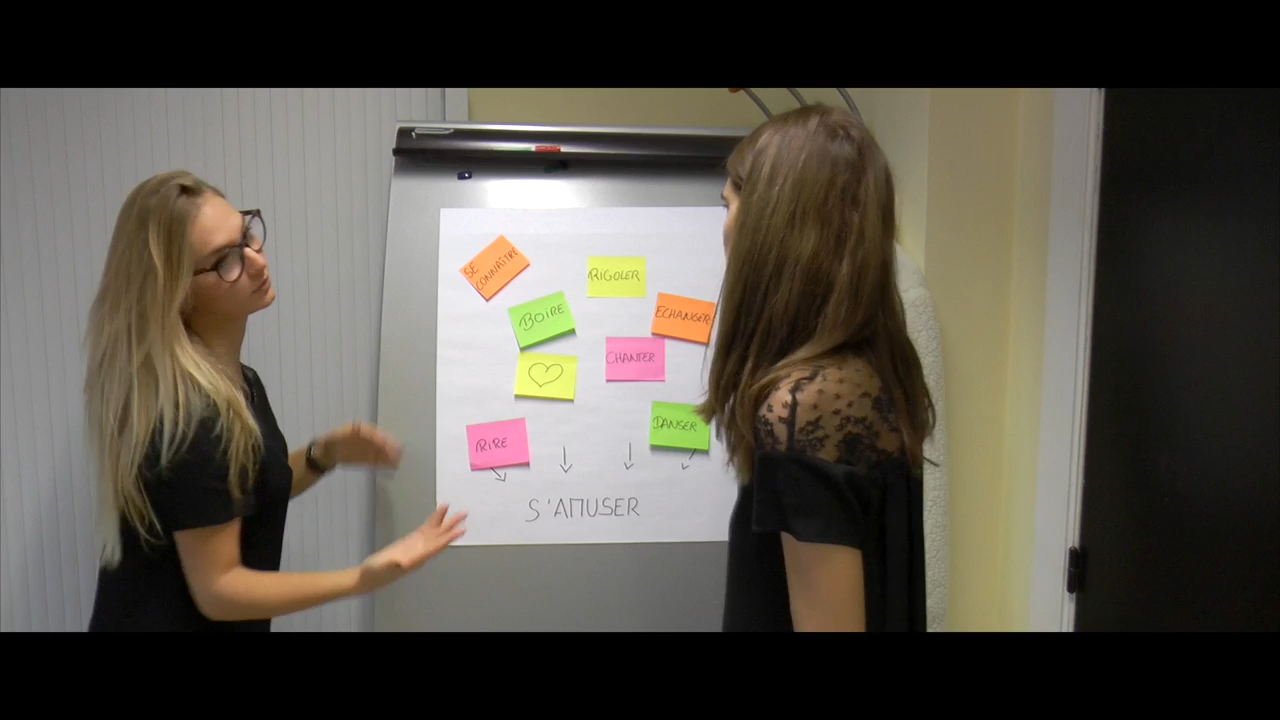 SE
CONNAÎTRE
RIGOLER
BOIRE
ECHANGER
CHANTER
DANSER
RIRE
S'AMUSER